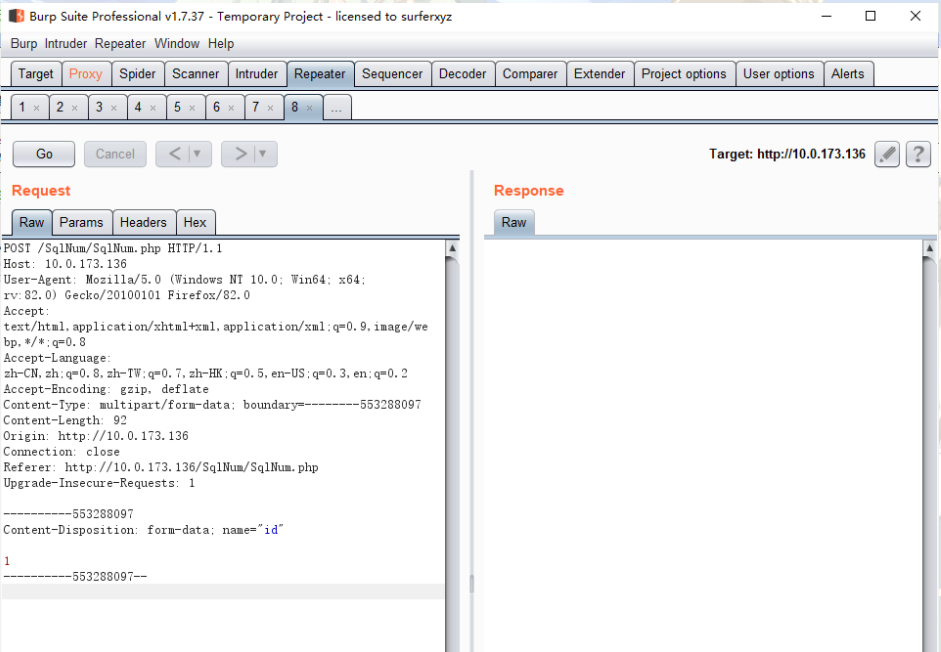 Burp Suite Professional v1.7.37 - Temporary Project - licensed to surferxyz
Burp Intruder Repeater Window Help
Target Proxy Spider Scanner Intruder Repeater Sequencer Decoder Comparer Extender Project options User options Alerts
1 × 2 × 3 × 4 × 5 × 6 × 7 × 8 × ...
Go Cancel < | ▼ > | ▼ Target: http://10.0.173.136 ?
Request
Raw Params Headers Hex
POST /SqlNum/SqlNum.php HTTP/1.1
Host: 10.0.173.136
User-Agent: Mozilla/5.0 (Windows NT 10.0; Win64; x64;
rv:82.0) Gecko/20100101 Firefox/82.0
Accept:
text/html,application/xhtml+xml,application/xml;q=0.9,image/we
bp,*/*;q=0.8
Accept-Language:
zh-CN,zh;q=0.8,zh-TW;q=0.7,zh-HK;q=0.5,en-US;q=0.3,en;q=0.2
Accept-Encoding: gzip, deflate
Content-Type: multipart/form-data; boundary=--------553288097
Content-Length: 92
Origin: http://10.0.173.136
Connection: close
Referer: http://10.0.173.136/SqlNum/SqlNum.php
Upgrade-Insecure-Requests: 1
----------553288097
Content-Disposition: form-data; name="id"
1
----------553288097--
Response
Raw